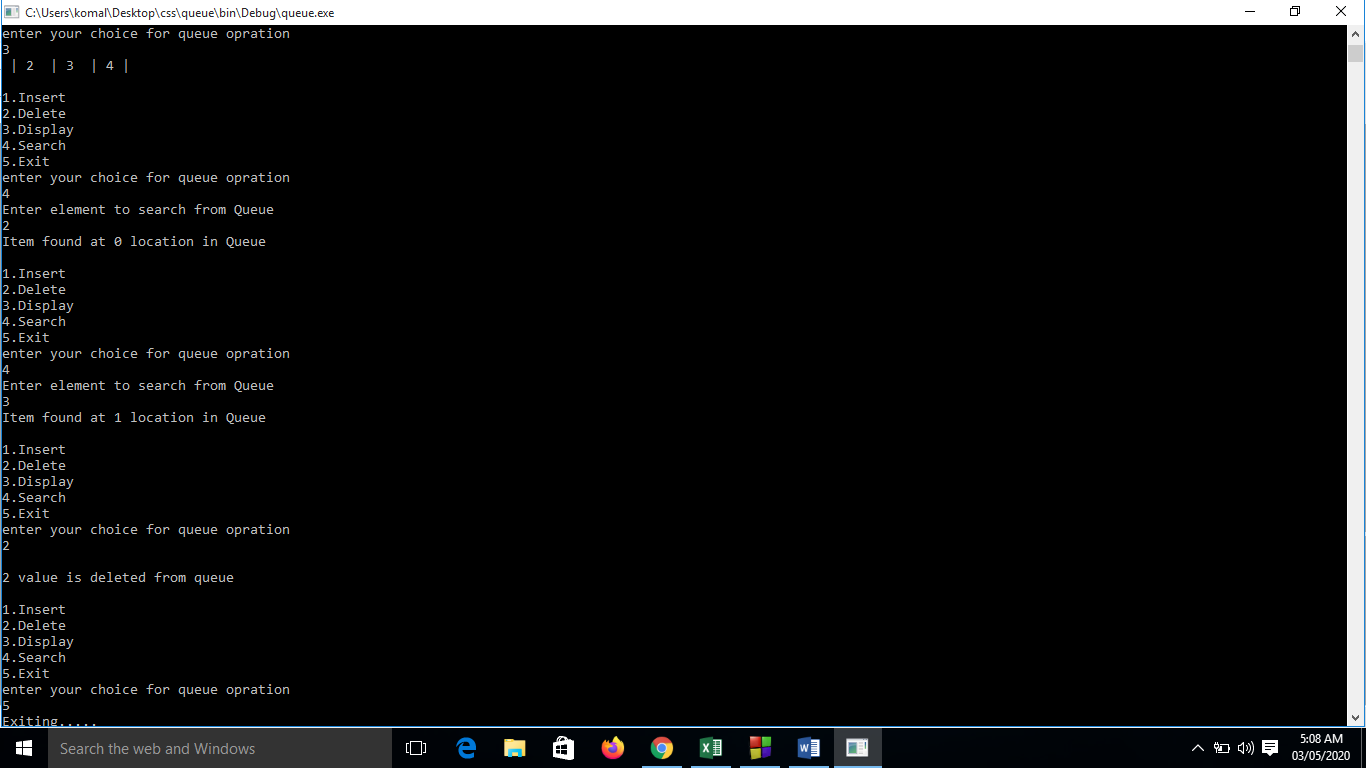 C:\Users\komal\Desktop\css\queue\bin\Debug\queue.exe
enter your choice for queue opration
3
| 2 | 3 | 4 |
1.Insert
2.Delete
3.Display
4.Search
5.Exit
enter your choice for queue opration
4
Enter element to search from Queue
2
Item found at 0 location in Queue
1.Insert
2.Delete
3.Display
4.Search
5.Exit
enter your choice for queue opration
4
Enter element to search from Queue
3
Item found at 1 location in Queue
1.Insert
2.Delete
3.Display
4.Search
5.Exit
enter your choice for queue opration
2
2 value is deleted from queue
1.Insert
2.Delete
3.Display
4.Search
5.Exit
enter your choice for queue opration
5
Exiting.....
Search the web and Windows
5:08 AM
03/05/2020